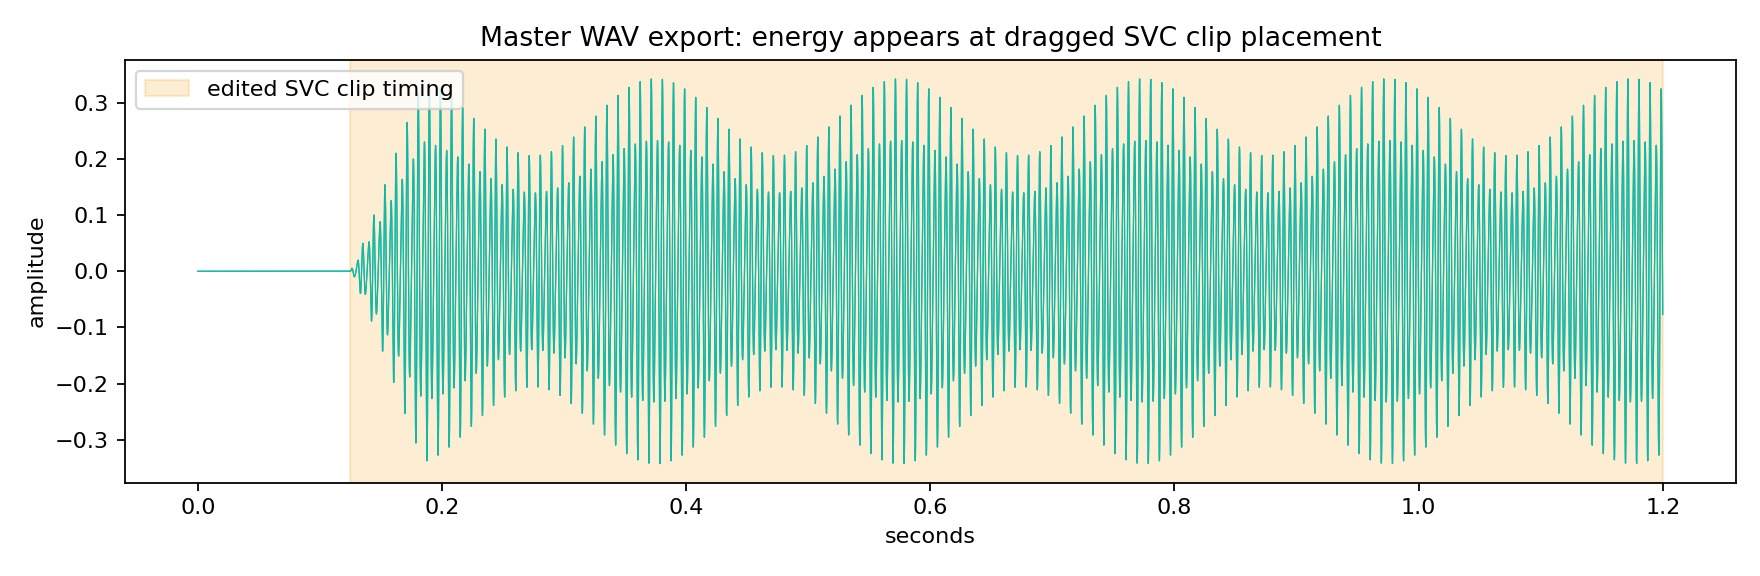 Master WAV export: energy appears at dragged SVC clip placement
edited SVC clip timing
0.3
0.2
0.1
0.0
−0.1
−0.2
−0.3
amplitude
0.0 0.2 0.4 0.6 0.8 1.0 1.2
seconds